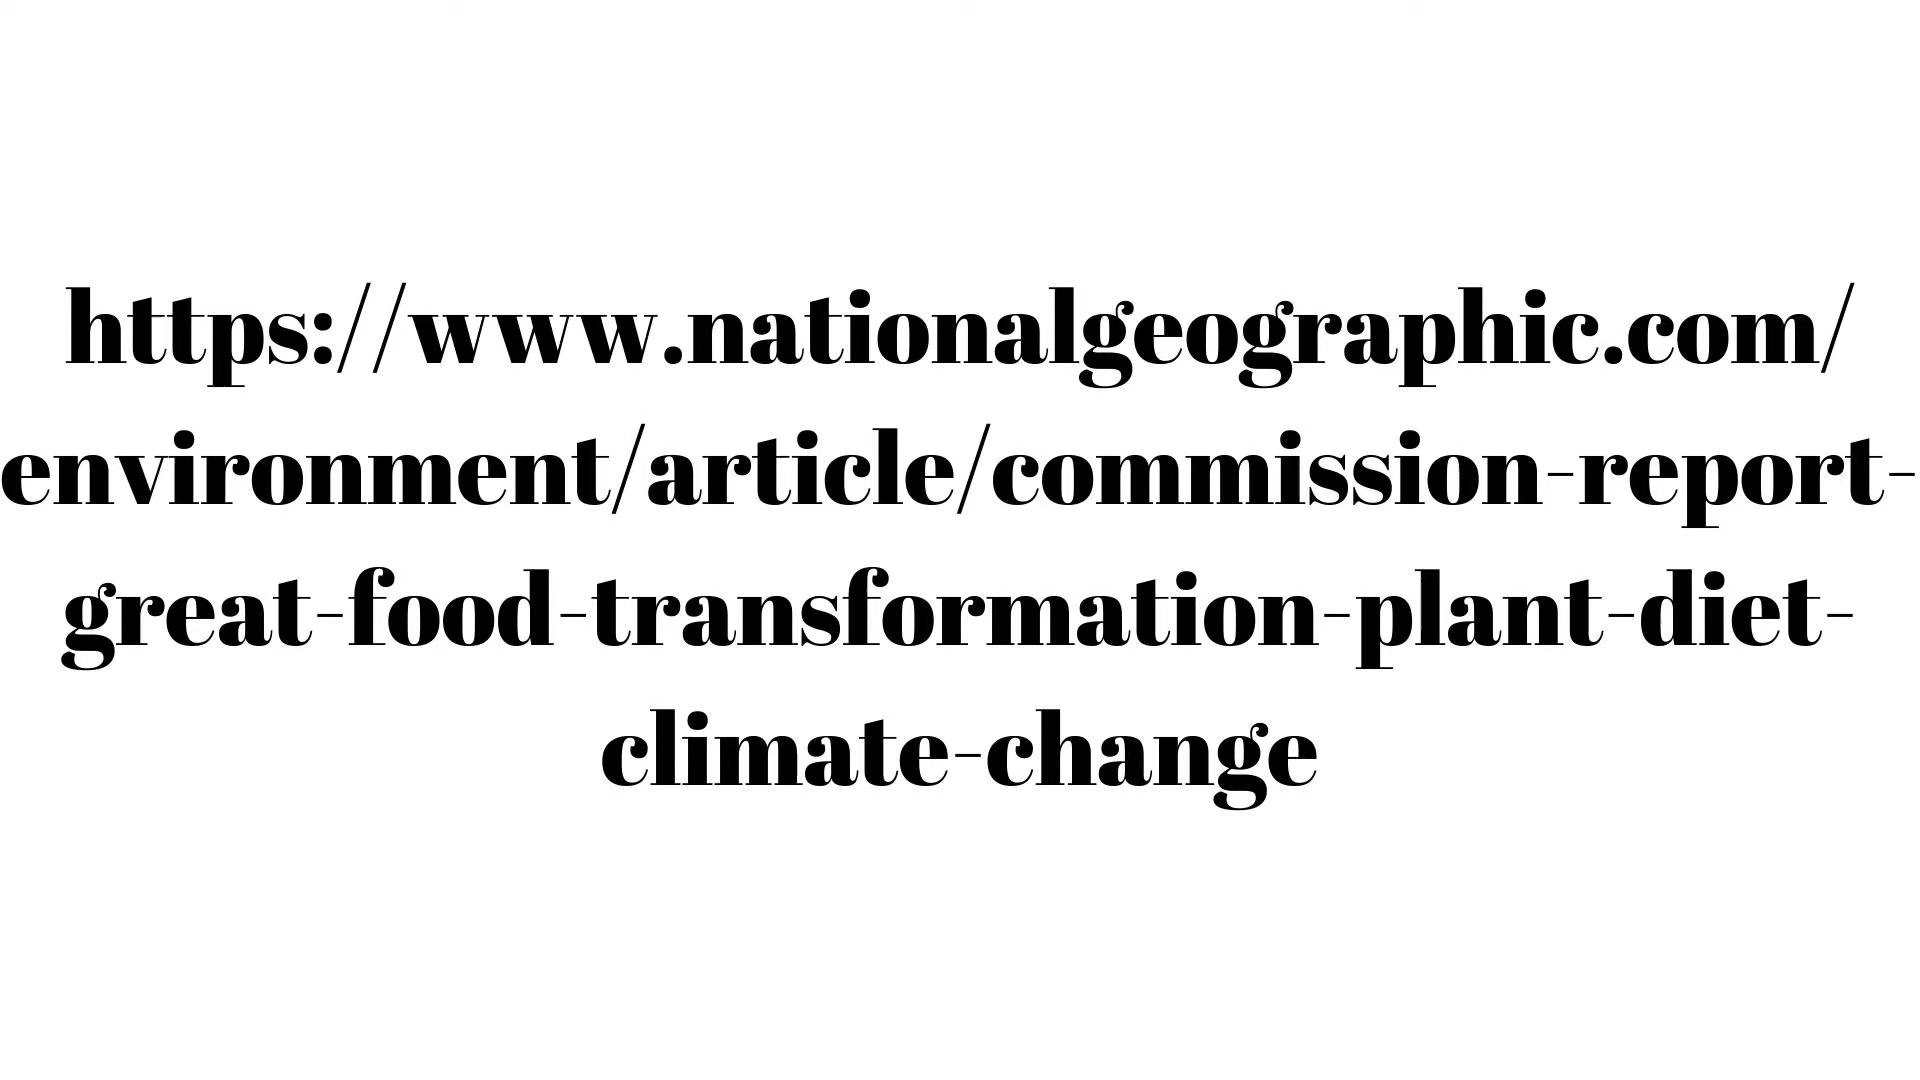 https://www.nationalgeographic.com/
environment/article/commission-report-
great-food-transformation-plant-diet-
climate-change